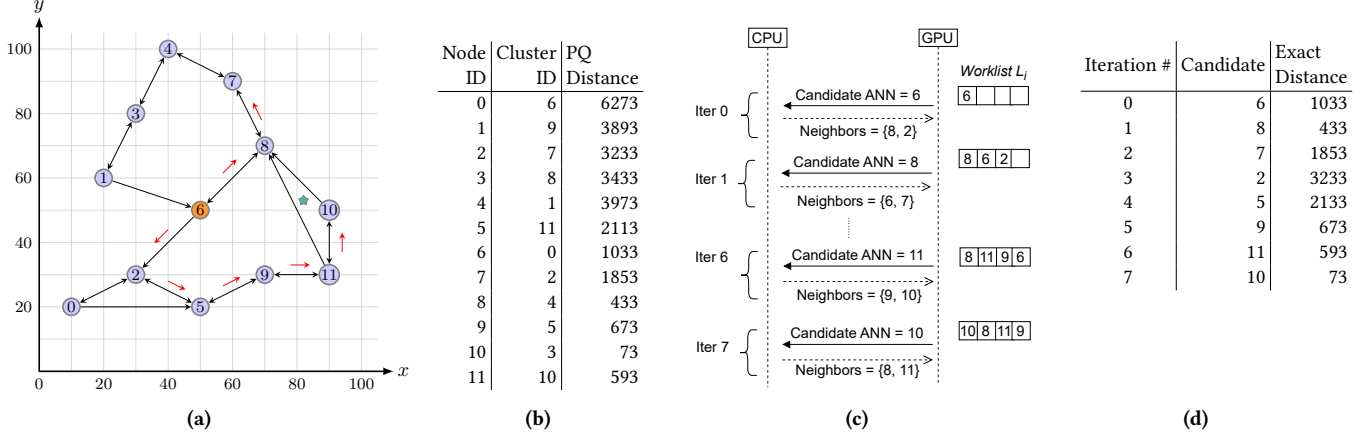 y
100
80
60
40
20
0
0
20
40
60
80
100
x
4
7
3
8
1
6
10
2
9
11
0
5
(a)
Node Cluster PQ
ID ID Distance
0 6 6273
1 9 3893
2 7 3233
3 8 3433
4 1 3973
5 11 2113
6 0 1033
7 2 1853
8 4 433
9 5 673
10 3 73
11 10 593
(b)
CPU GPU
Worklist Li
Iter 0
Candidate ANN = 6
6
Neighbors = {8, 2}
Iter 1
Candidate ANN = 8
8 6 2
Neighbors = {6, 7}
Iter 6
Candidate ANN = 11
8 11 9 6
Neighbors = {9, 10}
Iter 7
Candidate ANN = 10
10 8 11 9
Neighbors = {8, 11}
(c)
Iteration # Candidate Exact
Distance
0 6 1033
1 8 433
2 7 1853
3 2 3233
4 5 2133
5 9 673
6 11 593
7 10 73
(d)